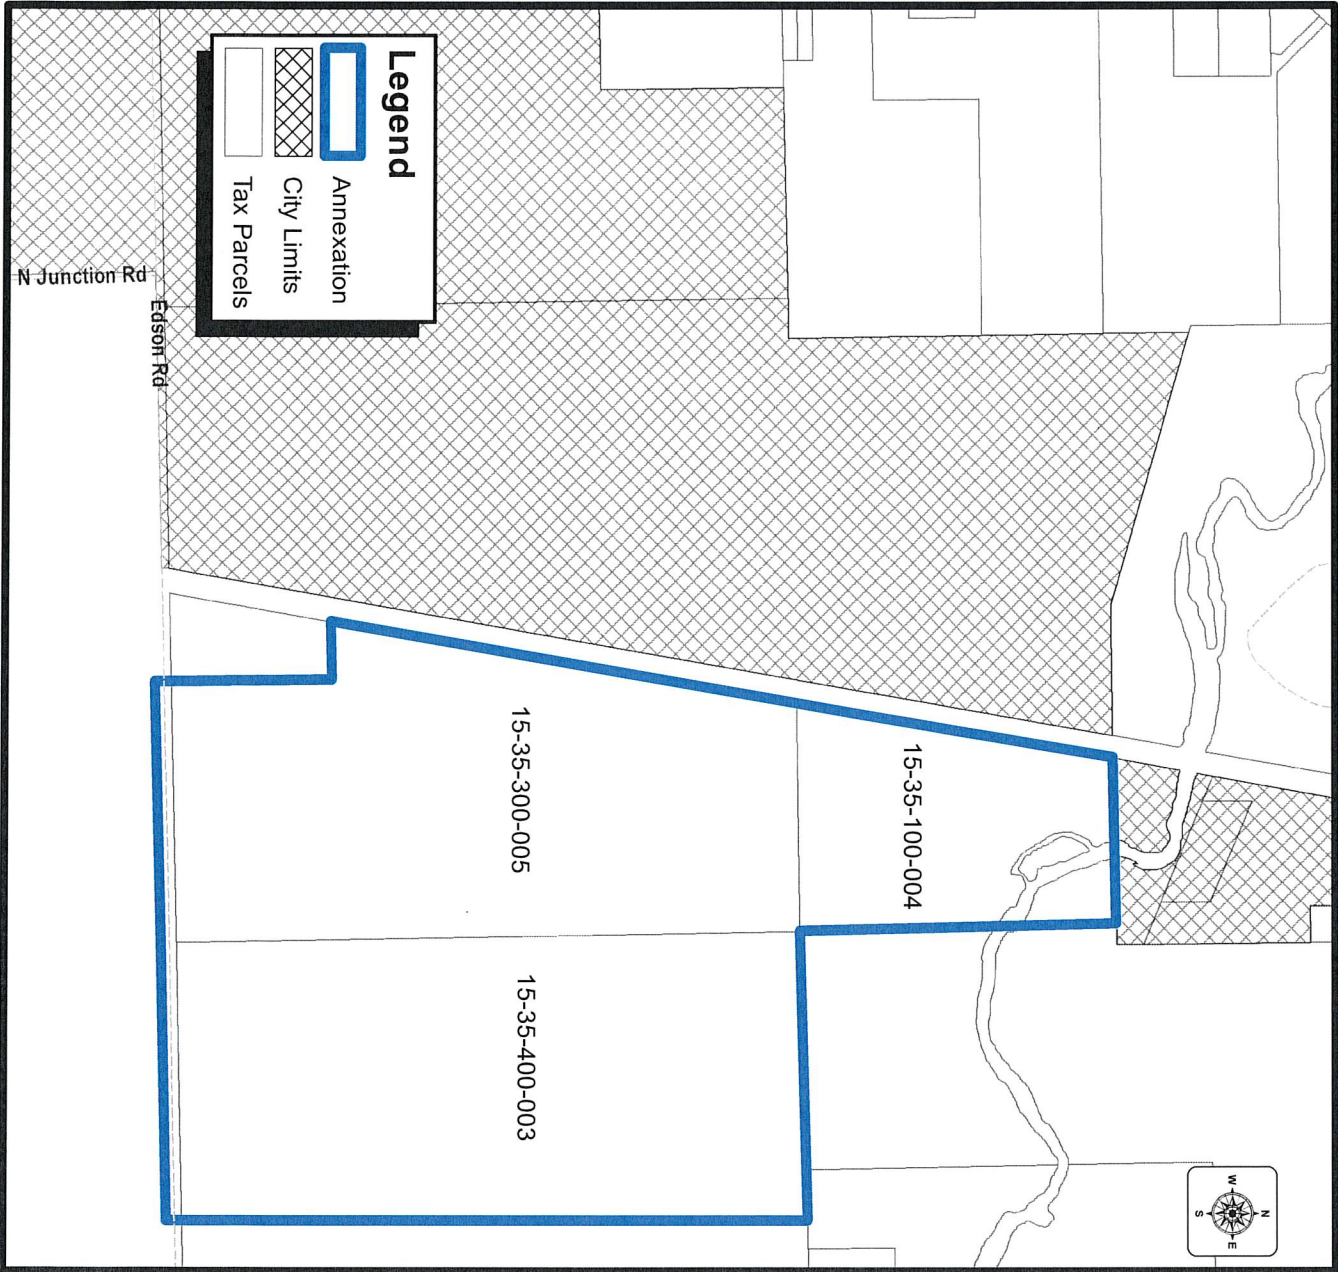 Legend
Annexation
City Limits
Tax Parcels
N Junction Rd
Edson Rd
15-35-100-004
15-35-300-005
15-35-400-003
N
W
E
S